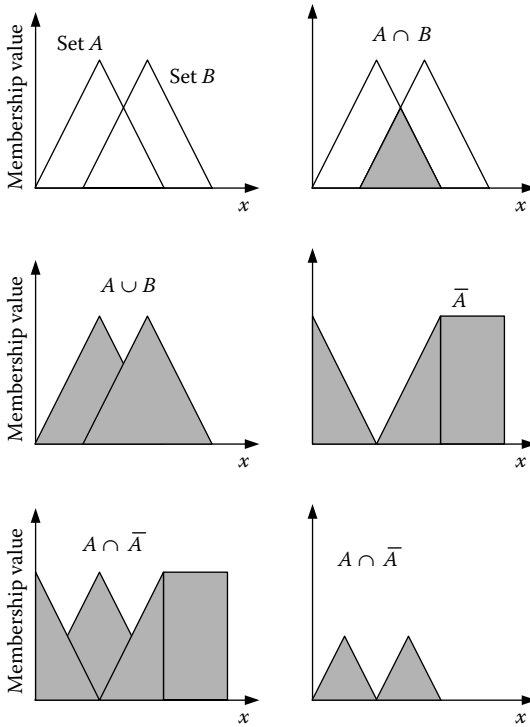 Membership value
Set A
Set B
x
A ∩ B
x
Membership value
A ∪ B
x
A̅
x
Membership value
A ∩ A̅
x
A ∩ A̅
x